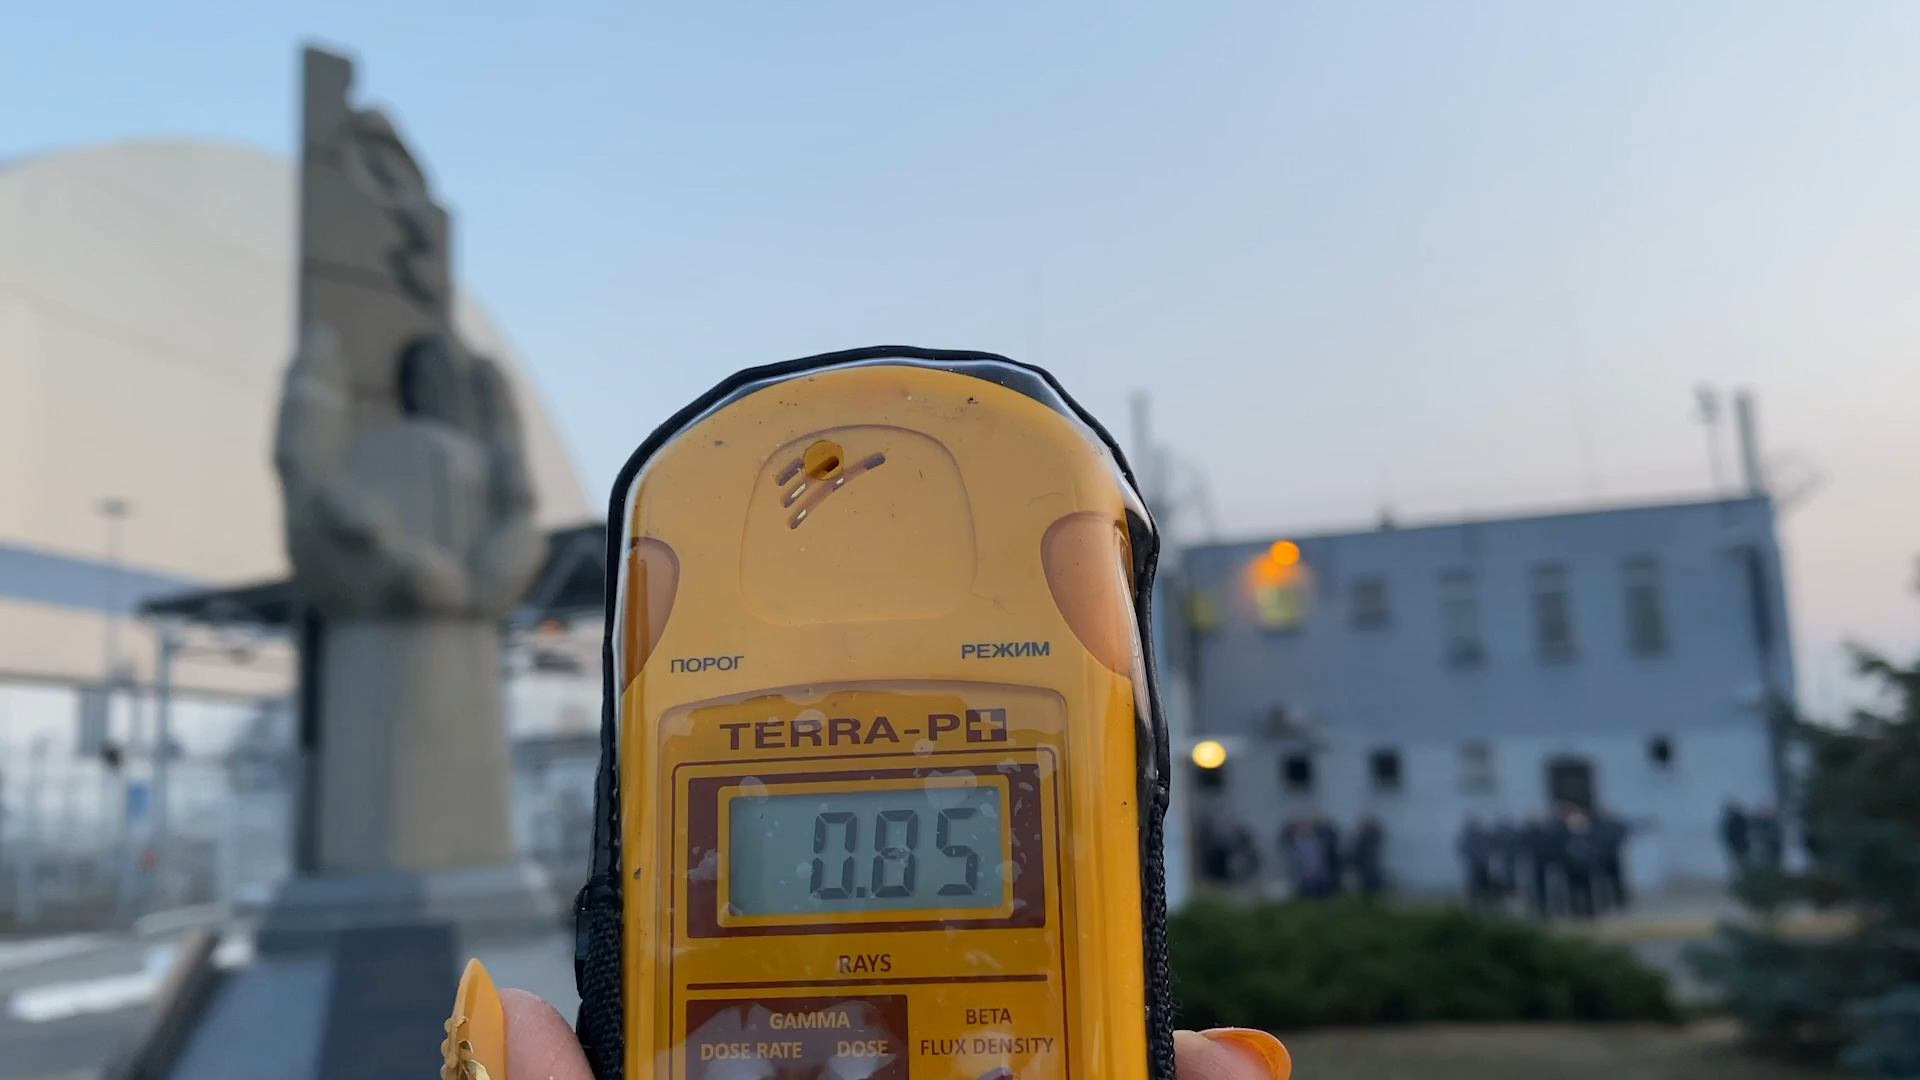 ПОРОГ РЕЖИМ
TERRA-P+
0.85
RAYS
GAMMA BETA
DOSE RATE DOSE FLUX DENSITY